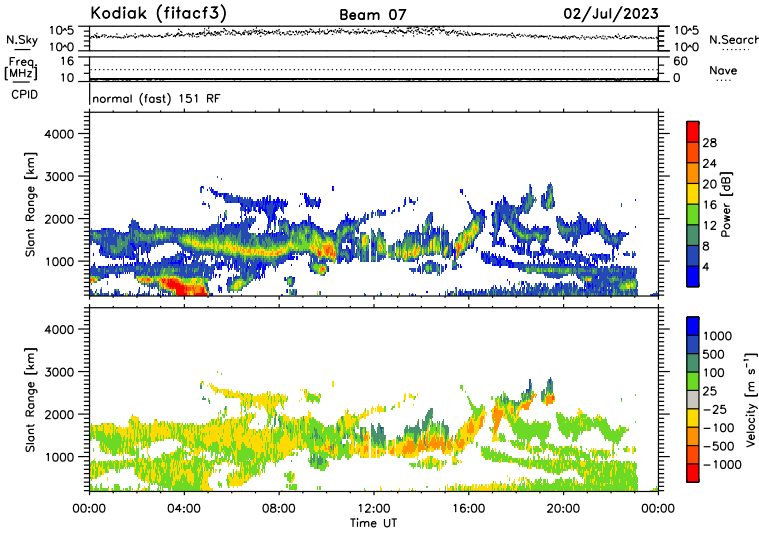 Kodiak (fitacf3) Beam 07 02/Jul/2023
N.Sky 10^5 10^0 10^5 10^0 N.Search
Freq. [MHz] 16 10 60 0 Nave
CPID normal (fast) 151 RF
Slant Range [km] 4000 3000 2000 1000
Power [dB] 28 24 20 16 12 8 4
Slant Range [km] 4000 3000 2000 1000
Velocity [m s⁻¹] 1000 500 100 25 −25 −100 −500 −1000
00:00 04:00 08:00 12:00 16:00 20:00 00:00
Time UT